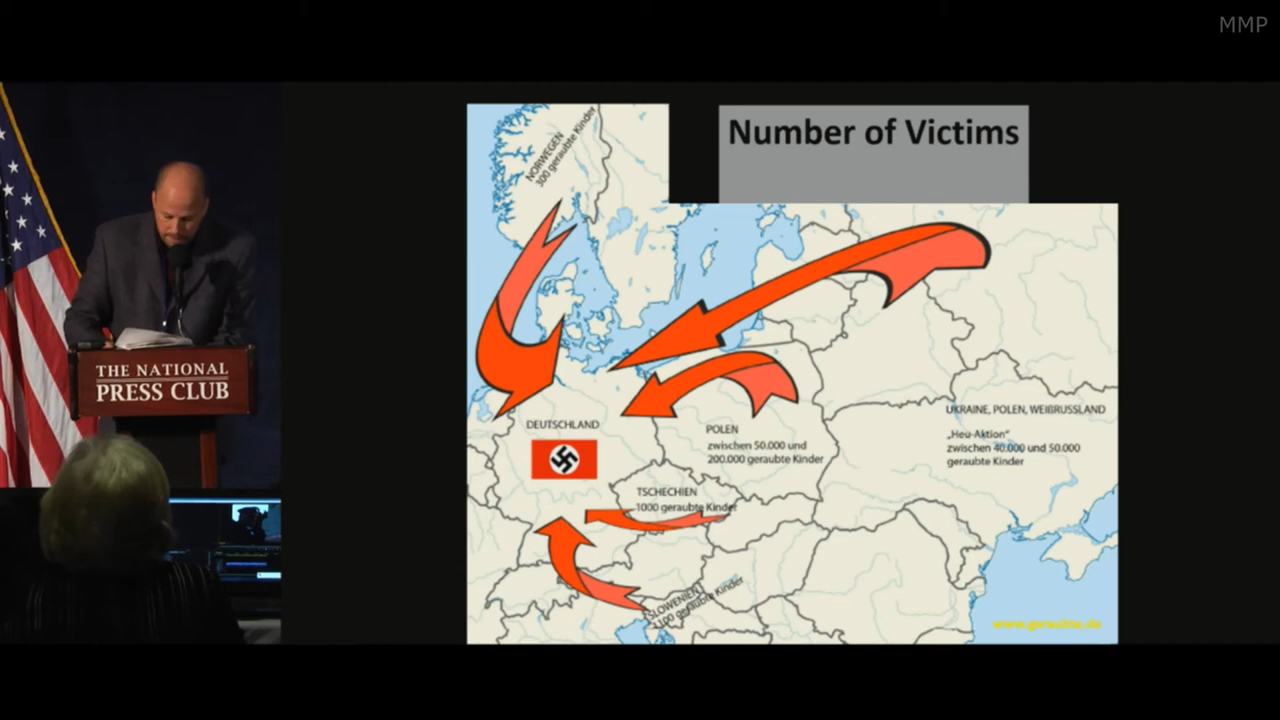 MMP
THE NATIONAL
PRESS CLUB
Number of Victims
NORWEGEN
300 geraubte Kinder
DEUTSCHLAND
POLEN
zwischen 50.000 und
200.000 geraubte Kinder
UKRAINE, POLEN, WEIßRUSSLAND
„Heu-Aktion“
zwischen 40.000 und 50.000
geraubte Kinder
TSCHECHIEN
1000 geraubte Kinder
SLOWENIEN
1100 geraubte Kinder
www.geraubte.de